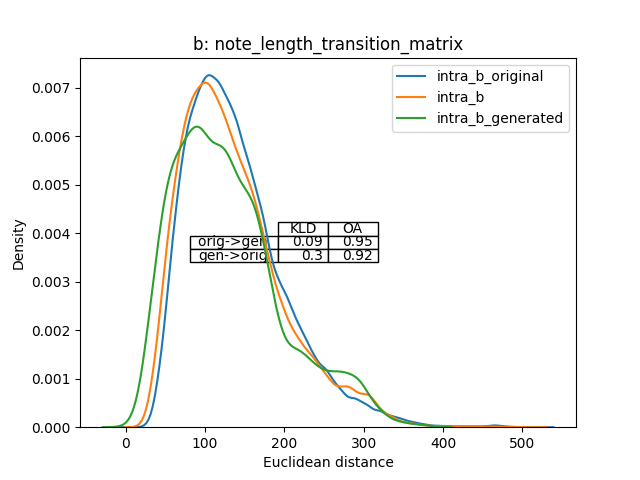 b: note_length_transition_matrix
intra_b_original
intra_b
intra_b_generated
KLD OA
orig->gen 0.09 0.95
gen->orig 0.3 0.92
Density
0.007
0.006
0.005
0.004
0.003
0.002
0.001
0.000
0 100 200 300 400 500
Euclidean distance